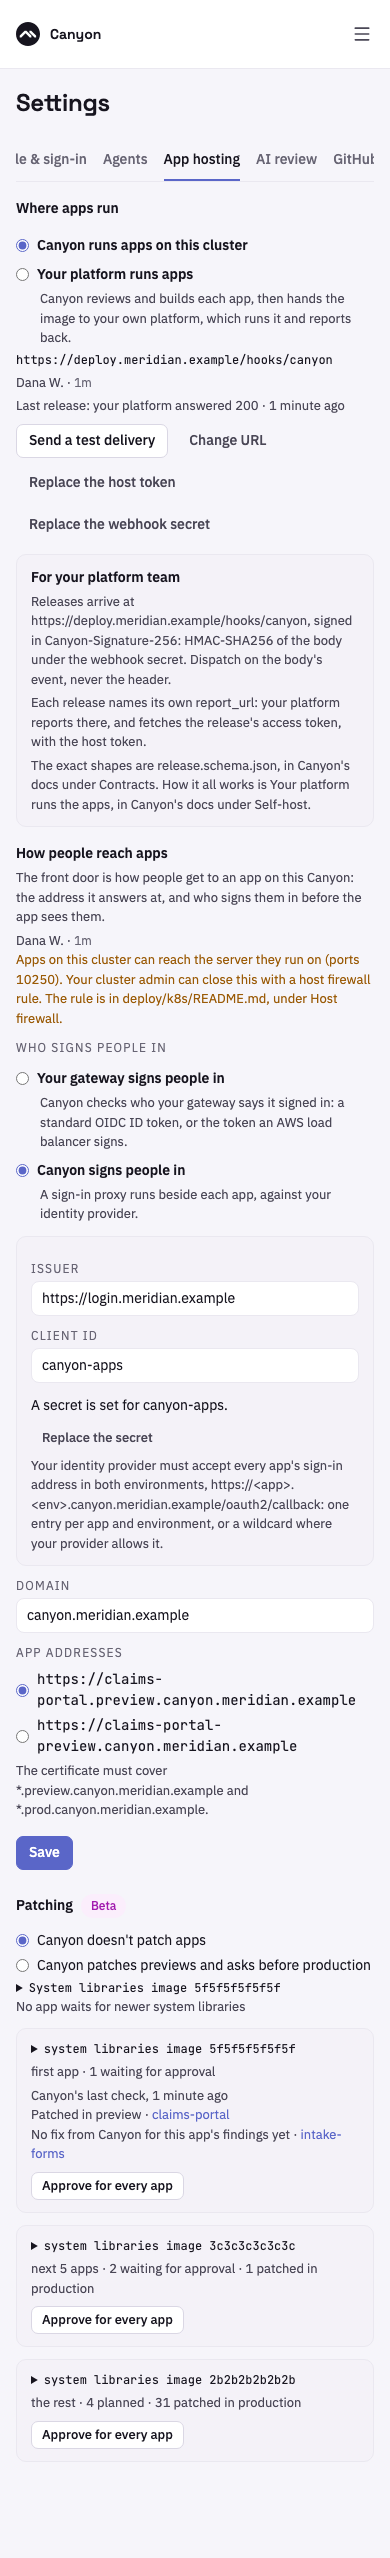 Canyon
Settings
le & sign-in Agents App hosting AI review GitHub
Where apps run
Canyon runs apps on this cluster
Your platform runs apps
Canyon reviews and builds each app, then hands the
image to your own platform, which runs it and reports
back.
https://deploy.meridian.example/hooks/canyon
Dana W. · 1m
Last release: your platform answered 200 · 1 minute ago
Send a test delivery Change URL
Replace the host token
Replace the webhook secret
For your platform team
Releases arrive at
https://deploy.meridian.example/hooks/canyon, signed
in Canyon-Signature-256: HMAC-SHA256 of the body
under the webhook secret. Dispatch on the body's
event, never the header.
Each release names its own report_url: your platform
reports there, and fetches the release's access token,
with the host token.
The exact shapes are release.schema.json, in Canyon's
docs under Contracts. How it all works is Your platform
runs the apps, in Canyon's docs under Self-host.
How people reach apps
The front door is how people get to an app on this Canyon:
the address it answers at, and who signs them in before the
app sees them.
Dana W. · 1m
Apps on this cluster can reach the server they run on (ports
10250). Your cluster admin can close this with a host firewall
rule. The rule is in deploy/k8s/README.md, under Host
firewall.
WHO SIGNS PEOPLE IN
Your gateway signs people in
Canyon checks who your gateway says it signed in: a
standard OIDC ID token, or the token an AWS load
balancer signs.
Canyon signs people in
A sign-in proxy runs beside each app, against your
identity provider.
ISSUER
https://login.meridian.example
CLIENT ID
canyon-apps
A secret is set for canyon-apps.
Replace the secret
Your identity provider must accept every app's sign-in
address in both environments, https://<app>.
<env>.canyon.meridian.example/oauth2/callback: one
entry per app and environment, or a wildcard where
your provider allows it.
DOMAIN
canyon.meridian.example
APP ADDRESSES
https://claims-
portal.preview.canyon.meridian.example
https://claims-portal-
preview.canyon.meridian.example
The certificate must cover
*.preview.canyon.meridian.example and
*.prod.canyon.meridian.example.
Save
Patching Beta
Canyon doesn't patch apps
Canyon patches previews and asks before production
System libraries image 5f5f5f5f5f5f
No app waits for newer system libraries
system libraries image 5f5f5f5f5f5f
first app · 1 waiting for approval
Canyon's last check, 1 minute ago
Patched in preview · claims-portal
No fix from Canyon for this app's findings yet · intake-
forms
Approve for every app
system libraries image 3c3c3c3c3c3c
next 5 apps · 2 waiting for approval · 1 patched in
production
Approve for every app
system libraries image 2b2b2b2b2b2b
the rest · 4 planned · 31 patched in production
Approve for every app